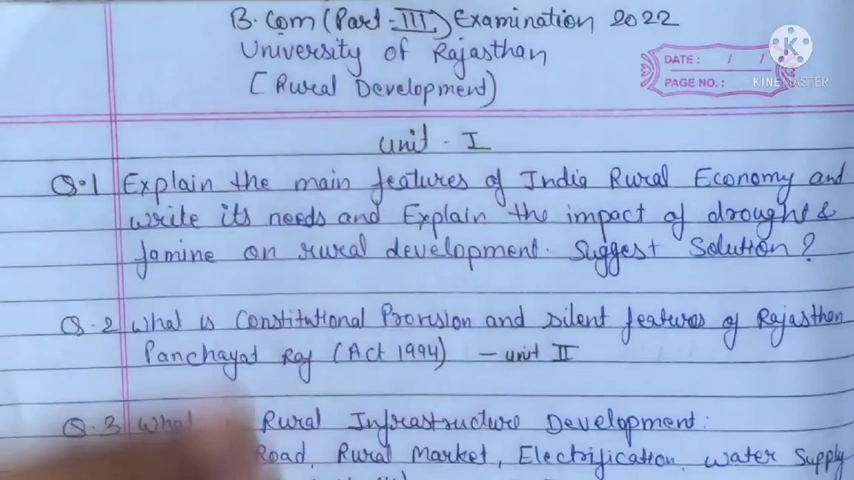 B. Com (Part-III) Examination 2022
University of Rajasthan
[Rural Development)
DATE: / /
PAGE NO.:
KINEMASTER
Unit - I
Q.1 Explain the main features of India Rural Economy and
write its needs and Explain the impact of drought &
famine on rural development. Suggest Solution?
Q.2 What is Constitutional Provision and silent features of Rajasthan
Panchayat Raj (Act 1994) - unit II
Q.3 What Rural Infrastructure Development:
Road, Rural Market, Electrification, water Supply